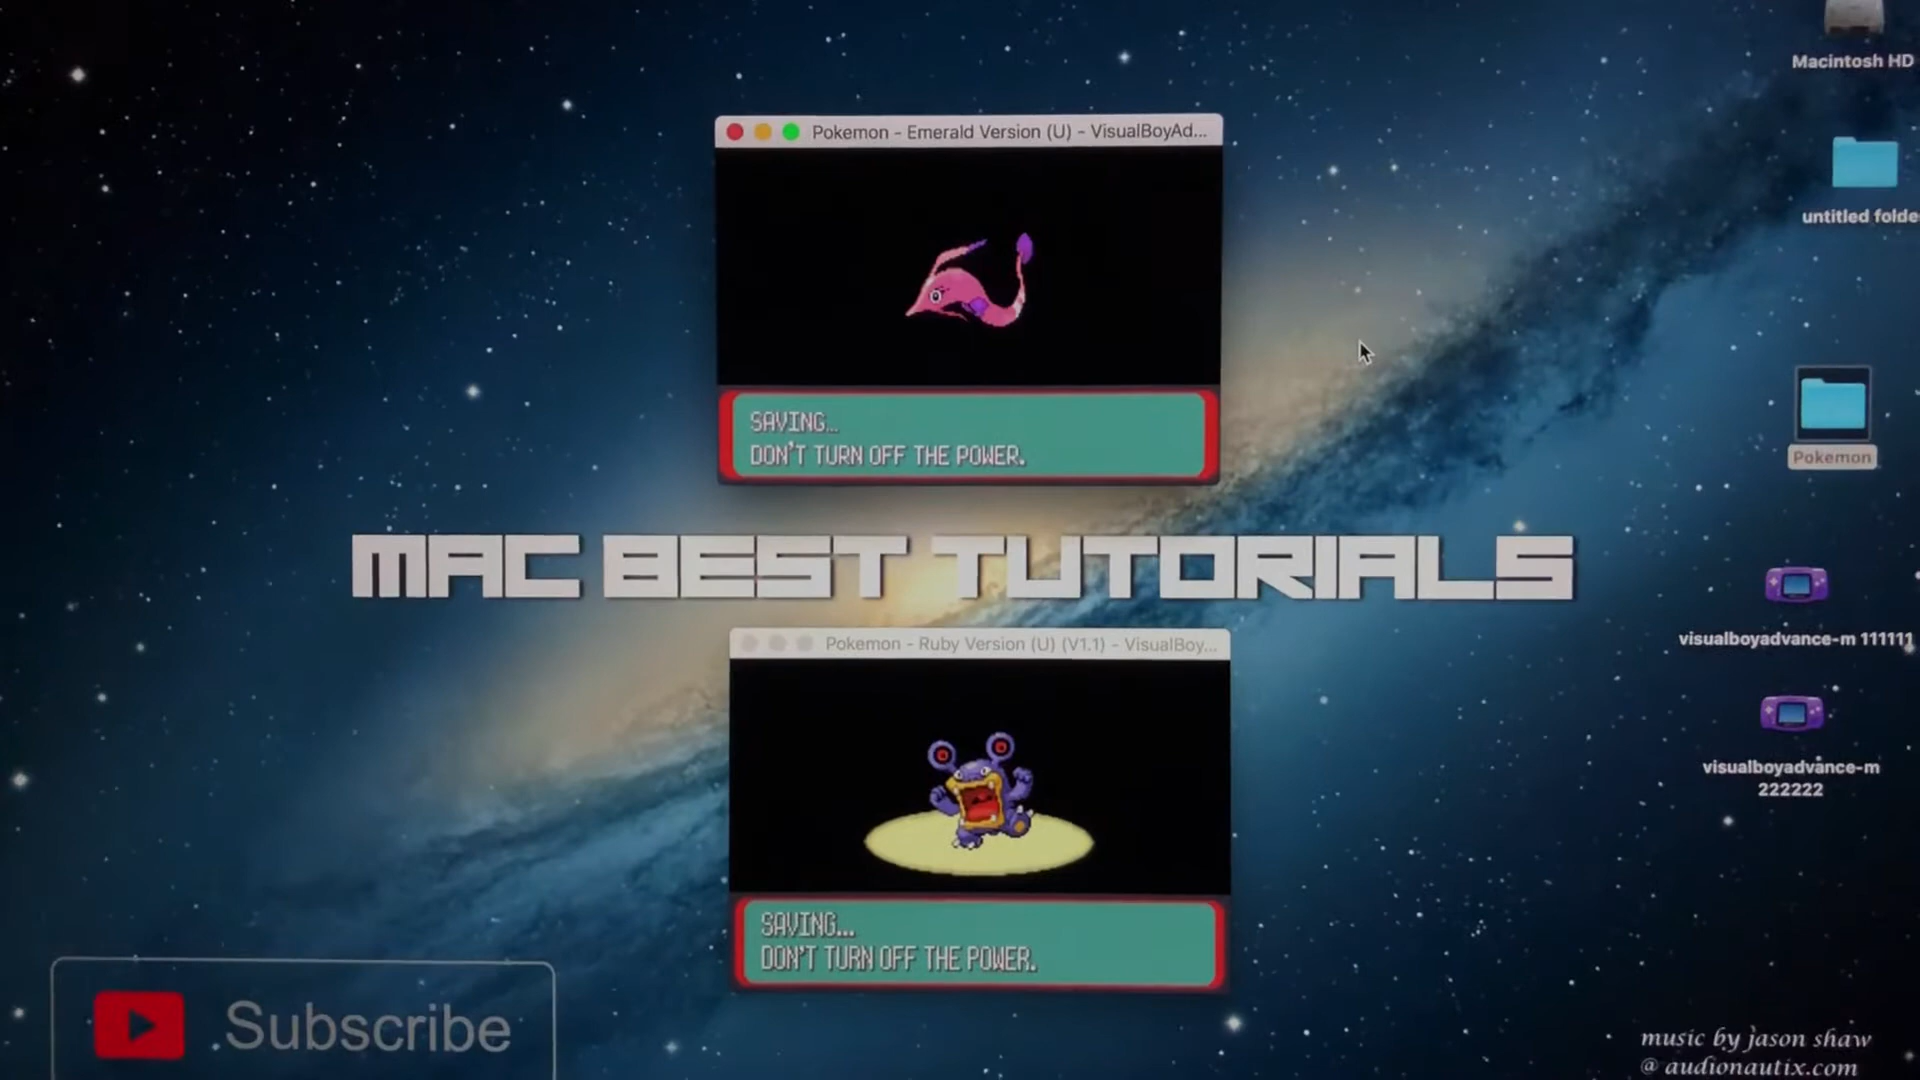 Macintosh HD
Pokemon - Emerald Version (U) - VisualBoyAd...
untitled folde
SAVING...
DON'T TURN OFF THE POWER.
Pokemon
MAC BEST TUTORIALS
Pokemon - Ruby Version (U) (V1.1) - VisualBoy...
visualboyadvance-m 111111
visualboyadvance-m
222222
SAVING...
DON'T TURN OFF THE POWER.
Subscribe
music by jason shaw
@ audionautix.com